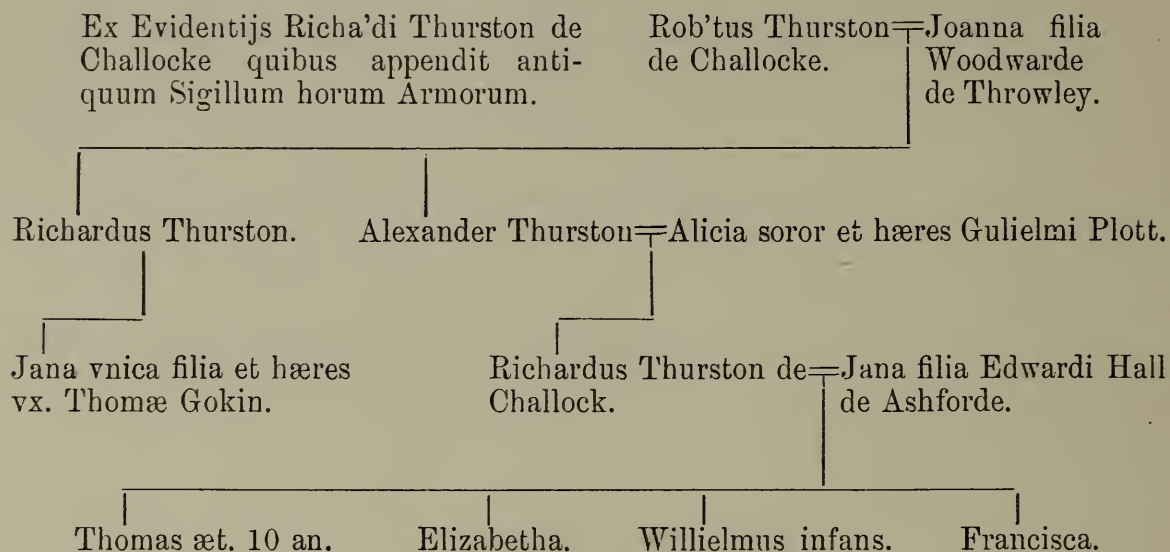 Ex Evidentijs Richa'di Thurston de
Challocke quibus appendit anti-
quum Sigillum horum Armorum.
Rob'tus Thurston
de Challocke.
Joanna filia
Woodwarde
de Throwley.
Richardus Thurston.
Alexander Thurston
Alicia soror et hæres Gulielmi Plott.
Jana vnica filia et hæres
vx. Thomæ Gokin.
Richardus Thurston de
Challock.
Jana filia Edwardi Hall
de Ashforde.
Thomas æt. 10 an.
Elizabetha.
Willielmus infans.
Francisca.